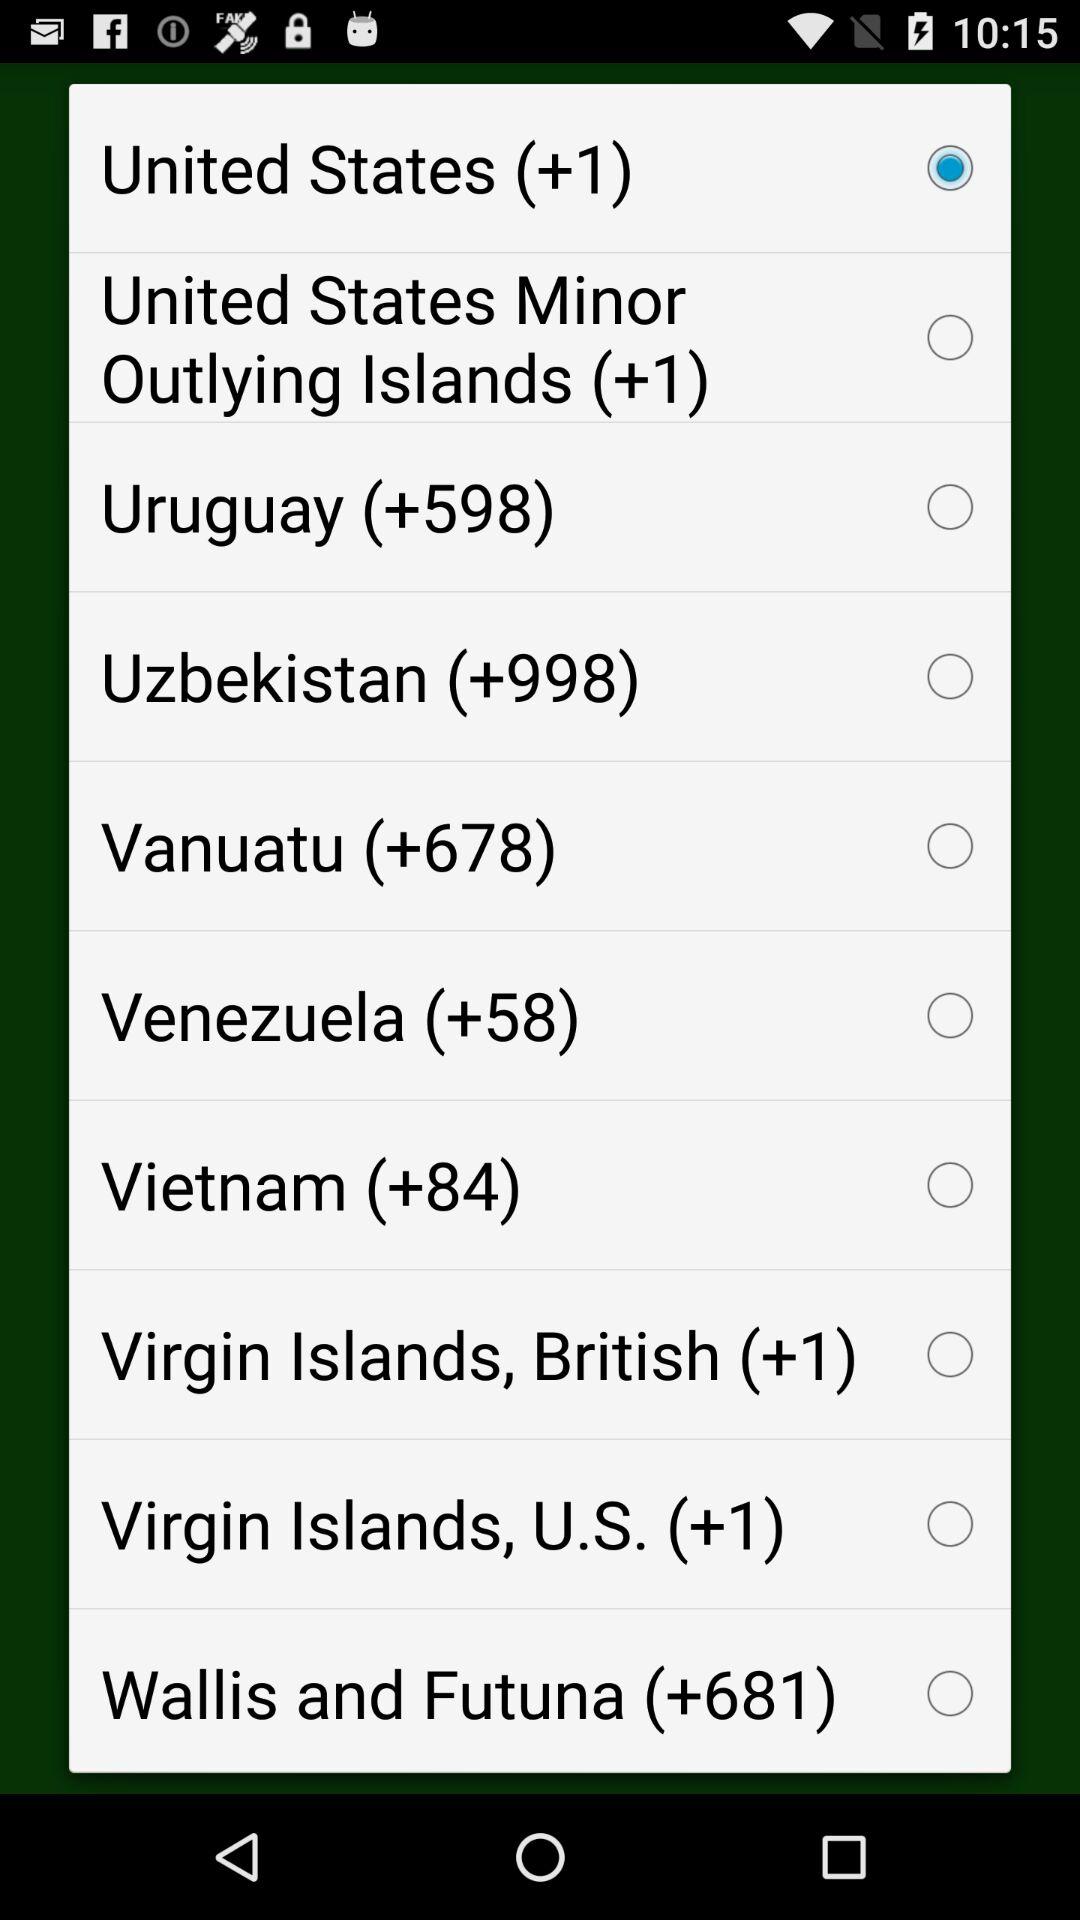 FAKE
10:15
United States (+1)
United States Minor
Outlying Islands (+1)
Uruguay (+598)
Uzbekistan (+998)
Vanuatu (+678)
Venezuela (+58)
Vietnam (+84)
Virgin Islands, British (+1)
Virgin Islands, U.S. (+1)
Wallis and Futuna (+681)